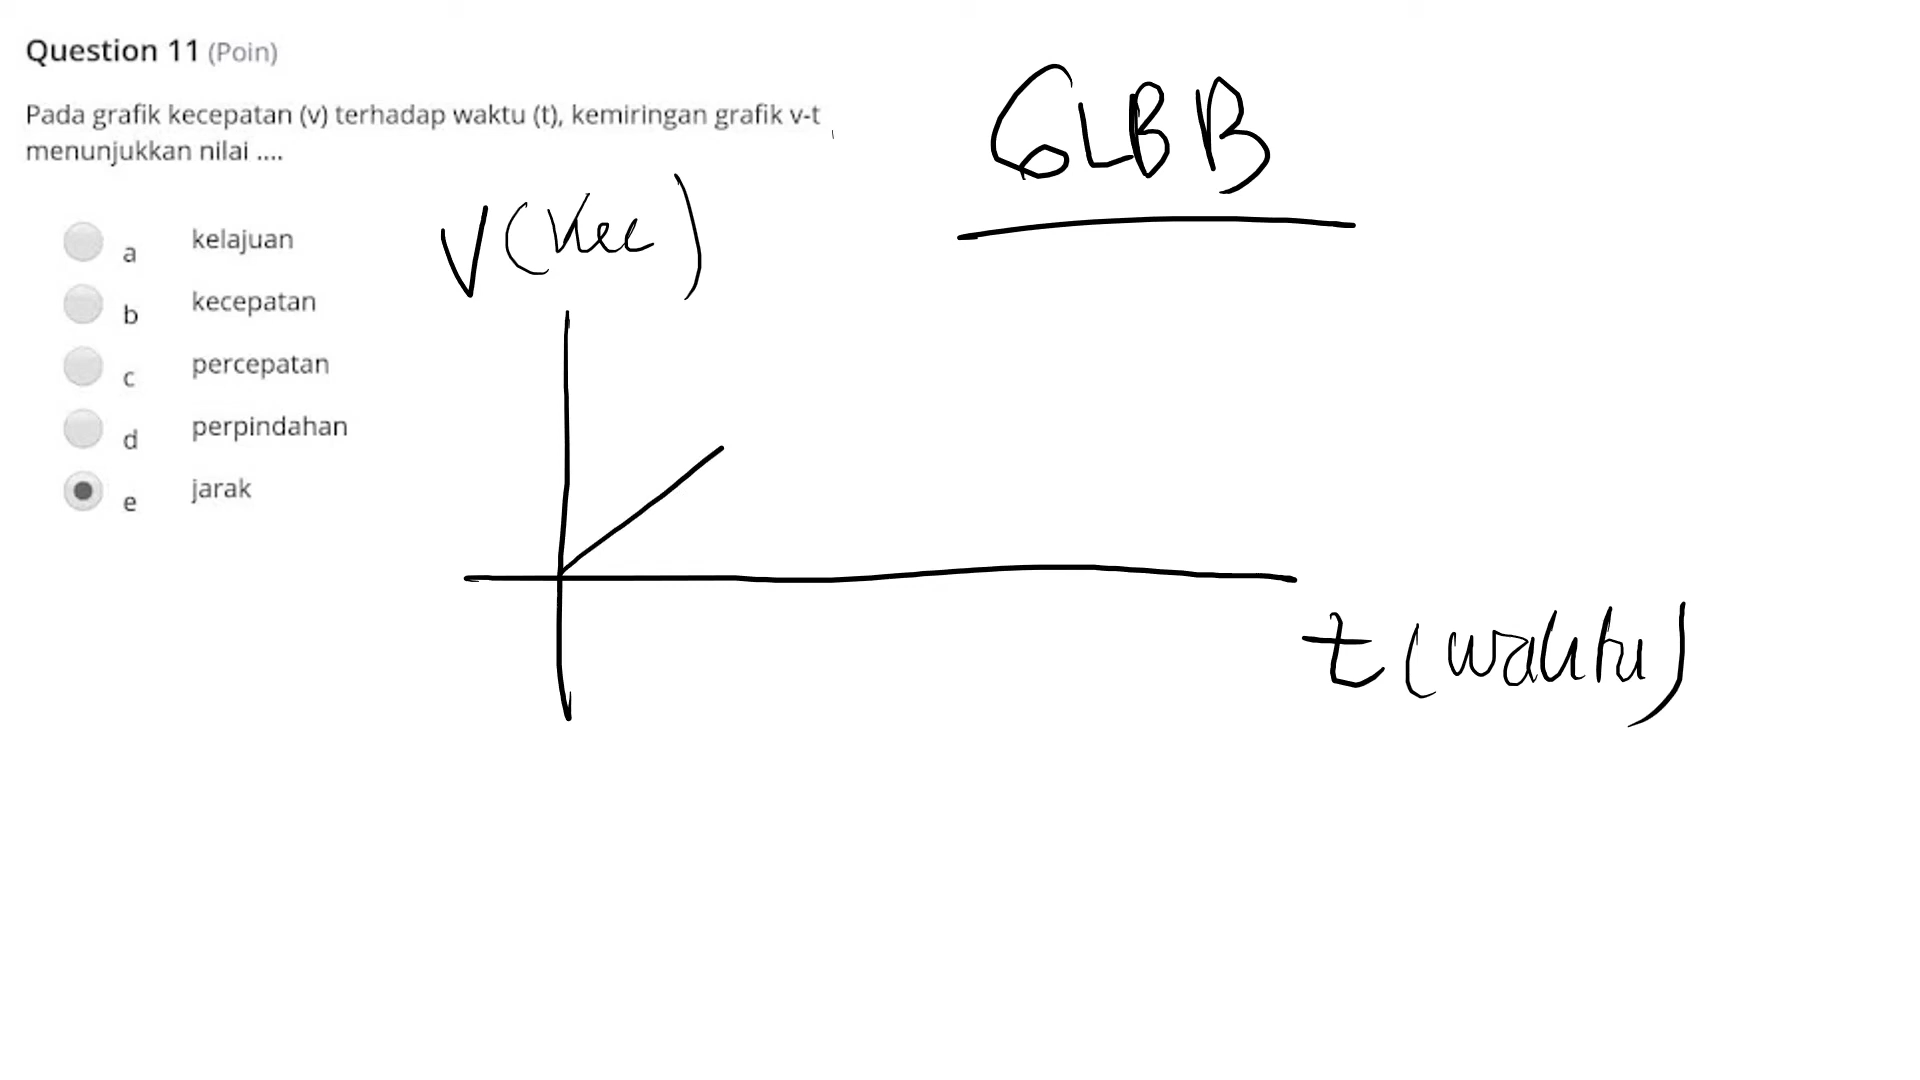 Question 11 (Poin)
Pada grafik kecepatan (v) terhadap waktu (t), kemiringan grafik v-t
menunjukkan nilai ....
a kelajuan
b kecepatan
c percepatan
d perpindahan
e jarak
GLBB
V (kec)
t (waktu)